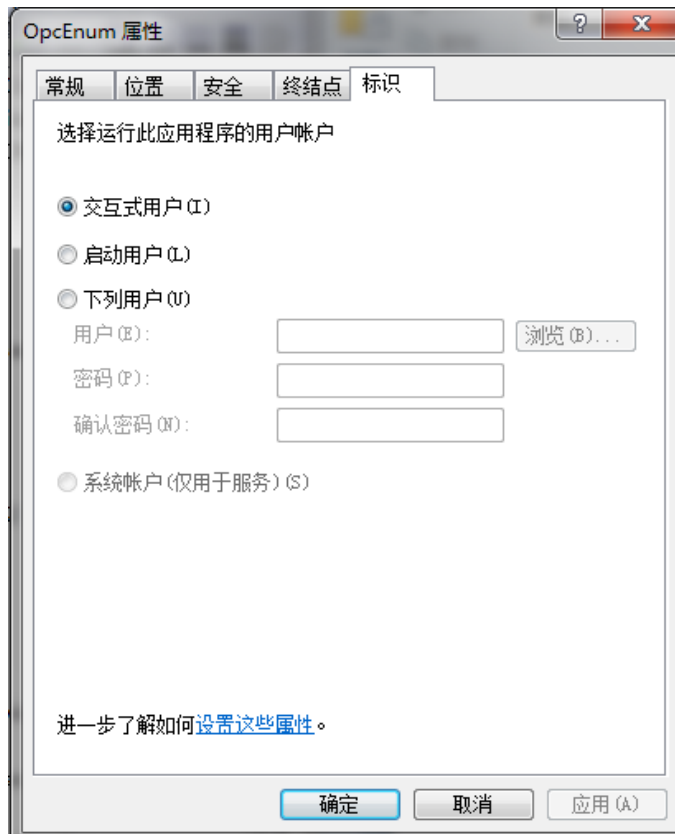 OpcEnum 属性
常规 位置 安全 终结点 标识
选择运行此应用程序的用户帐户
交互式用户(I)
启动用户(L)
下列用户(U)
用户(E):
浏览(B)...
密码(P):
确认密码(N):
系统帐户(仅用于服务)(S)
进一步了解如何设置这些属性。
确定 取消 应用(A)